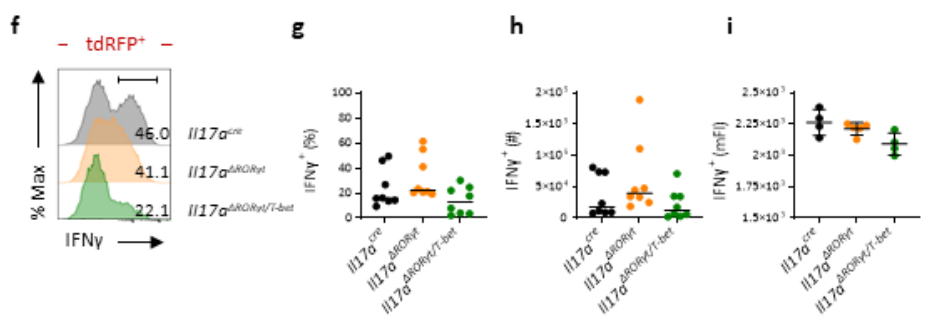 f
− tdRFP⁺ −
% Max
46.0 Il17a^cre
41.1 Il17a^ΔRORγt
22.1 Il17a^ΔRORγt/T-bet
IFNγ
g
IFNγ⁺ (%)
100
80
60
40
20
0
Il17a^cre
Il17a^ΔRORγt
Il17a^ΔRORγt/T-bet
h
IFNγ⁺ (#)
2×10⁵
1.5×10⁵
1×10⁵
5×10⁴
0
Il17a^cre
Il17a^ΔRORγt
Il17a^ΔRORγt/T-bet
i
IFNγ⁺ (mFI)
2.5×10³
2.25×10³
2×10³
1.75×10³
1.5×10³
Il17a^cre
Il17a^ΔRORγt
Il17a^ΔRORγt/T-bet